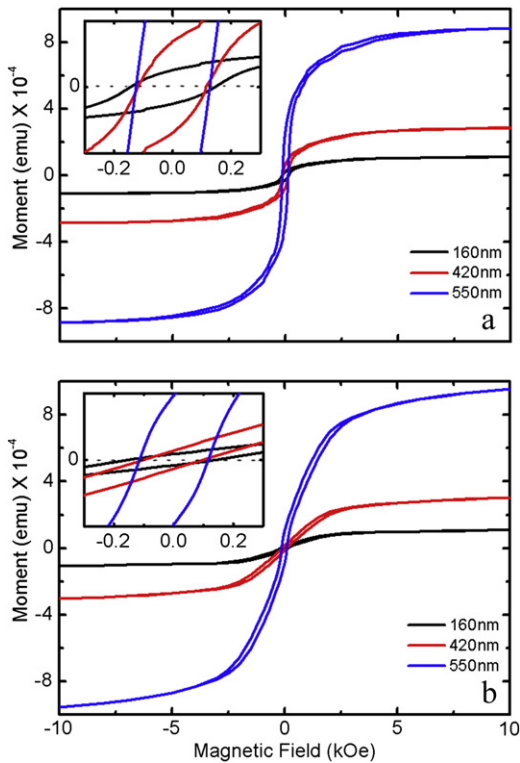 Moment (emu) X 10-4
8
4
0
-4
-8
0
-0.2 0.0 0.2
160nm
420nm
550nm
a
Moment (emu) X 10-4
8
4
0
-4
-8
0
-0.2 0.0 0.2
160nm
420nm
550nm
b
-10 -5 0 5 10
Magnetic Field (kOe)